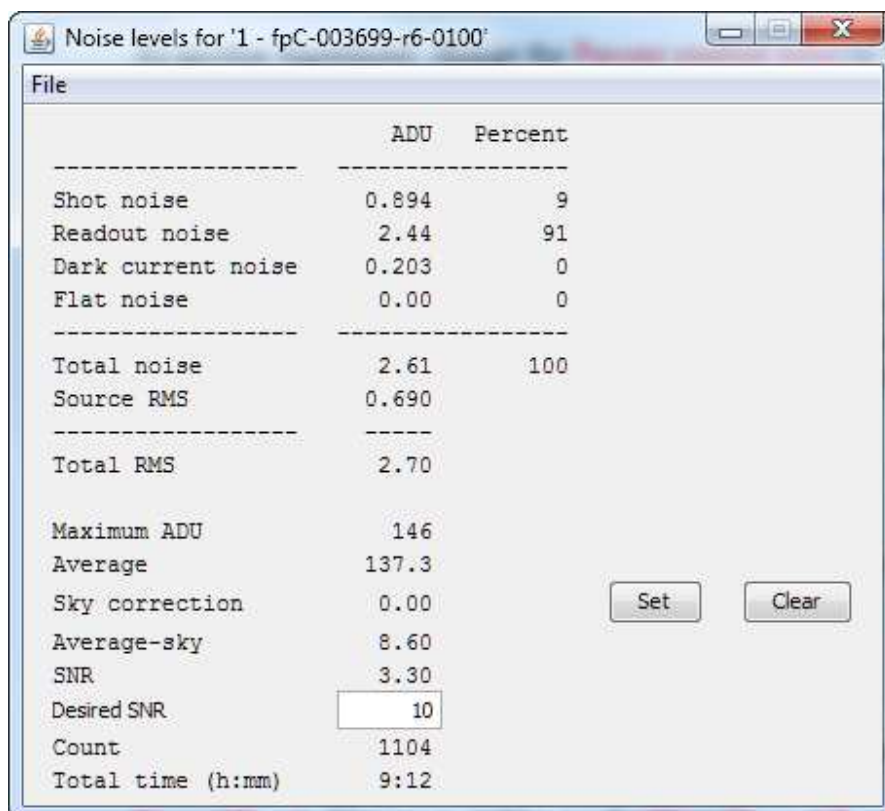 Noise levels for '1 - fpC-003699-r6-0100'
File
ADU Percent
------------------ -----------------
Shot noise 0.894 9
Readout noise 2.44 91
Dark current noise 0.203 0
Flat noise 0.00 0
------------------ -----------------
Total noise 2.61 100
Source RMS 0.690
------------------ -----
Total RMS 2.70
Maximum ADU 146
Average 137.3
Sky correction 0.00 Set Clear
Average-sky 8.60
SNR 3.30
Desired SNR 10
Count 1104
Total time (h:mm) 9:12